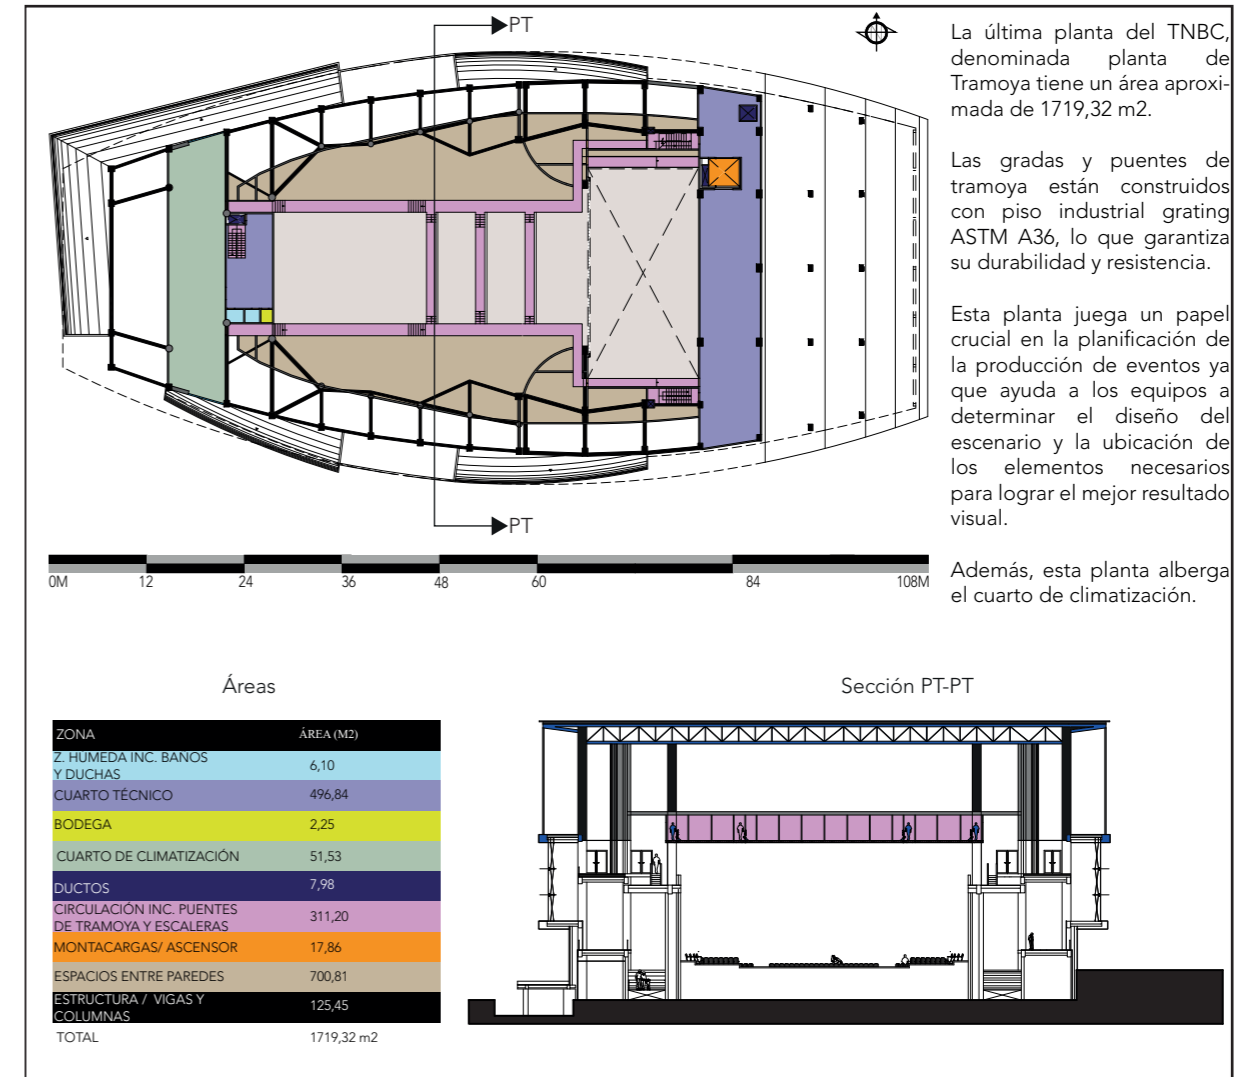 PT
La última planta del TNBC,
denominada planta de
Tramoya tiene un área aproxi-
mada de 1719,32 m2.
Las gradas y puentes de
tramoya están construidos
con piso industrial grating
ASTM A36, lo que garantiza
su durabilidad y resistencia.
Esta planta juega un papel
crucial en la planificación de
la producción de eventos ya
que ayuda a los equipos a
determinar el diseño del
escenario y la ubicación de
los elementos necesarios
para lograr el mejor resultado
visual.
Además, esta planta alberga
el cuarto de climatización.
PT
0M 12 24 36 48 60 84 108M
Áreas
ZONA ÁREA (M2)
Z. HUMEDA INC. BANOS
Y DUCHAS 6,10
CUARTO TÉCNICO 496,84
BODEGA 2,25
CUARTO DE CLIMATIZACIÓN 51,53
DUCTOS 7,98
CIRCULACIÓN INC. PUENTES
DE TRAMOYA Y ESCALERAS 311,20
MONTACARGAS/ ASCENSOR 17,86
ESPACIOS ENTRE PAREDES 700,81
ESTRUCTURA / VIGAS Y
COLUMNAS 125,45
TOTAL 1719,32 m2
Sección PT-PT